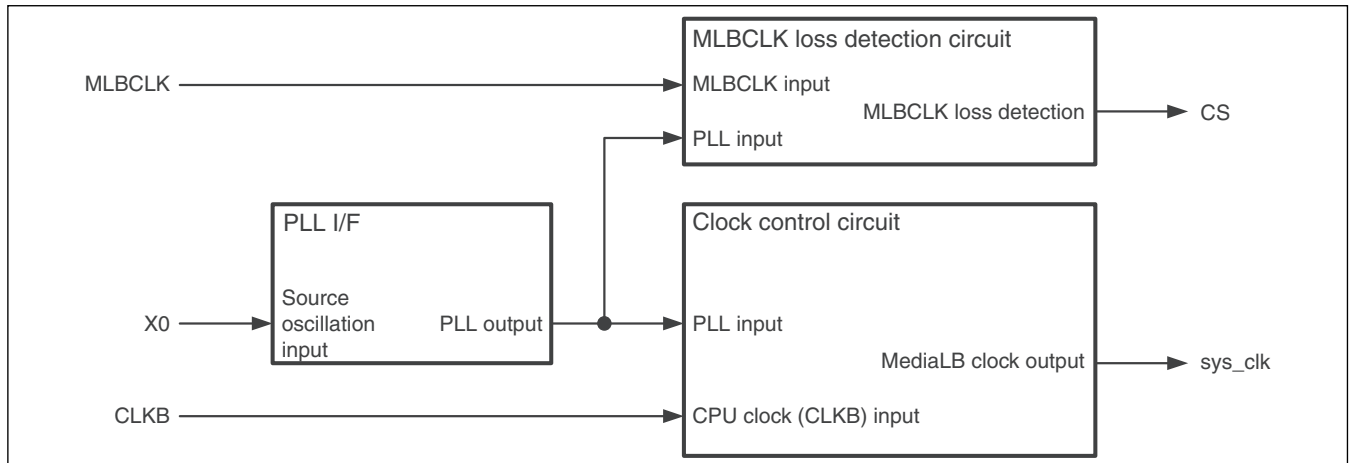 MLBCLK loss detection circuit
MLBCLK
MLBCLK input
MLBCLK loss detection
CS
PLL input
PLL I/F
Clock control circuit
X0
Source
oscillation
input
PLL output
PLL input
MediaLB clock output
sys_clk
CLKB
CPU clock (CLKB) input